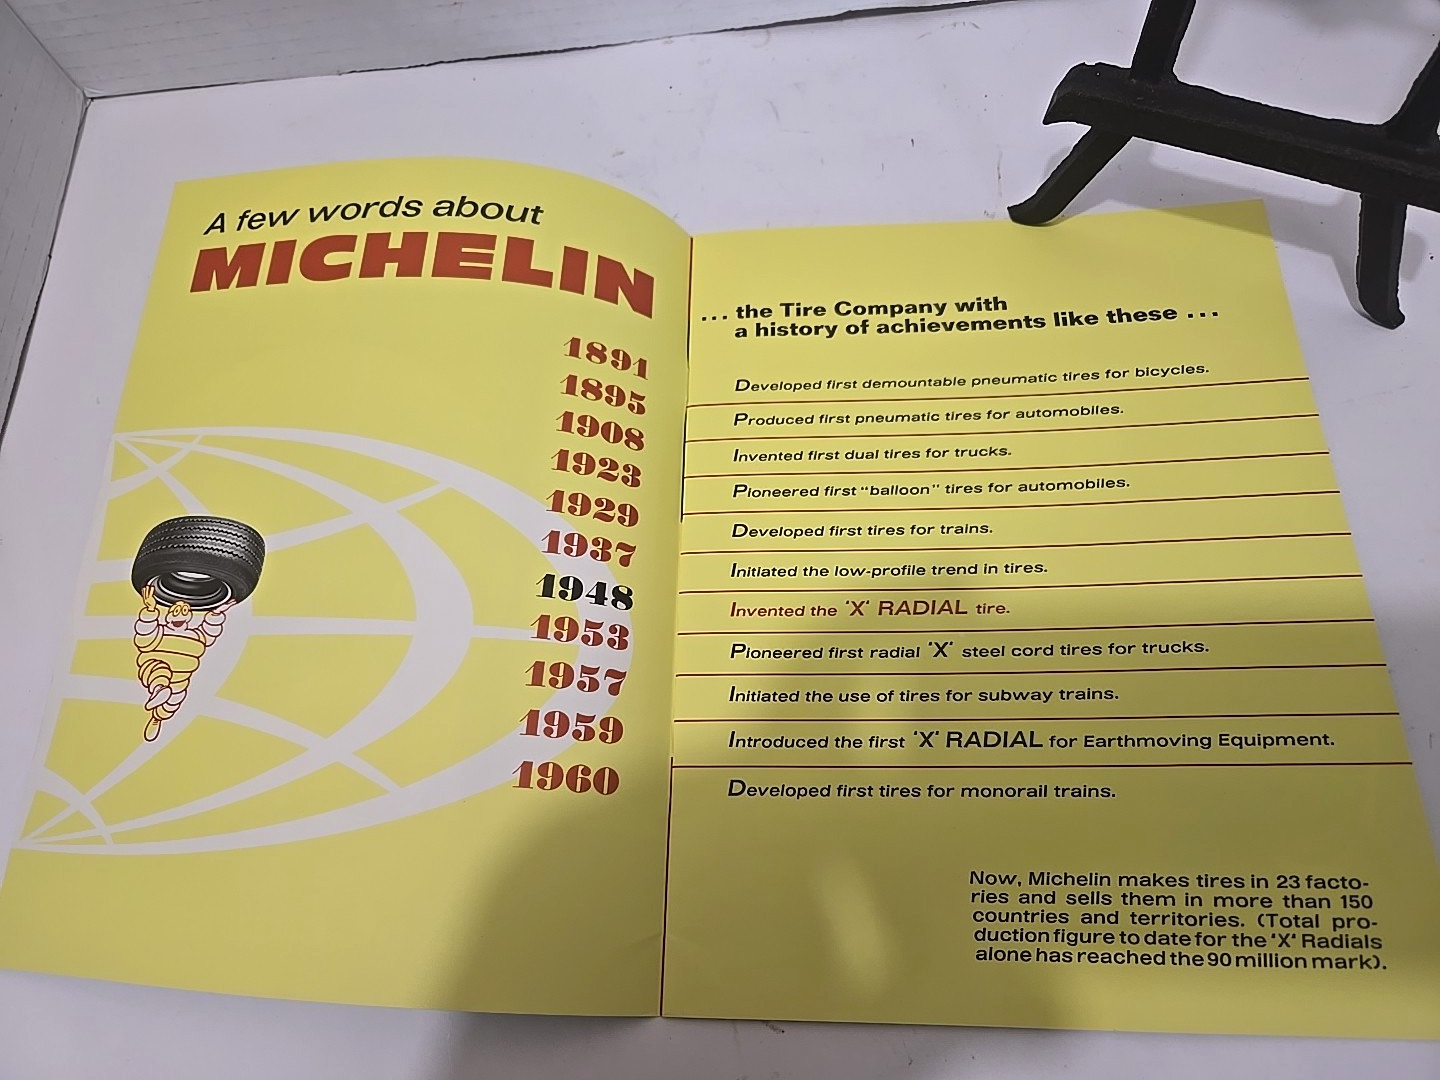 A few words about
MICHELIN
1891
1895
1908
1923
1929
1937
1948
1953
1957
1959
1960
... the Tire Company with
a history of achievements like these ...
Developed first demountable pneumatic tires for bicycles.
Produced first pneumatic tires for automobiles.
Invented first dual tires for trucks.
Pioneered first "balloon" tires for automobiles.
Developed first tires for trains.
Initiated the low-profile trend in tires.
Invented the 'X' RADIAL tire.
Pioneered first radial 'X' steel cord tires for trucks.
Initiated the use of tires for subway trains.
Introduced the first 'X' RADIAL for Earthmoving Equipment.
Developed first tires for monorail trains.
Now, Michelin makes tires in 23 facto-
ries and sells them in more than 150
countries and territories. (Total pro-
duction figure to date for the 'X' Radials
alone has reached the 90 million mark).